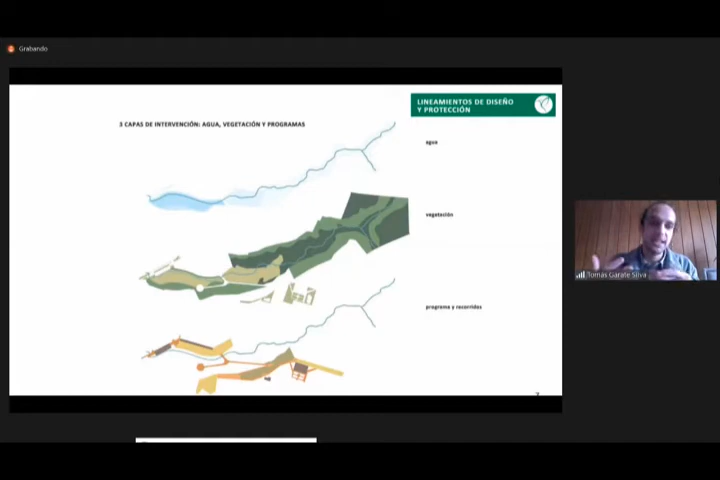 Grabando
LINEAMIENTOS DE DISEÑO
Y PROTECCIÓN
3 CAPAS DE INTERVENCIÓN: AGUA, VEGETACIÓN Y PROGRAMAS
agua
vegetación
Tomás Garate Silva
programa y recorridos
7